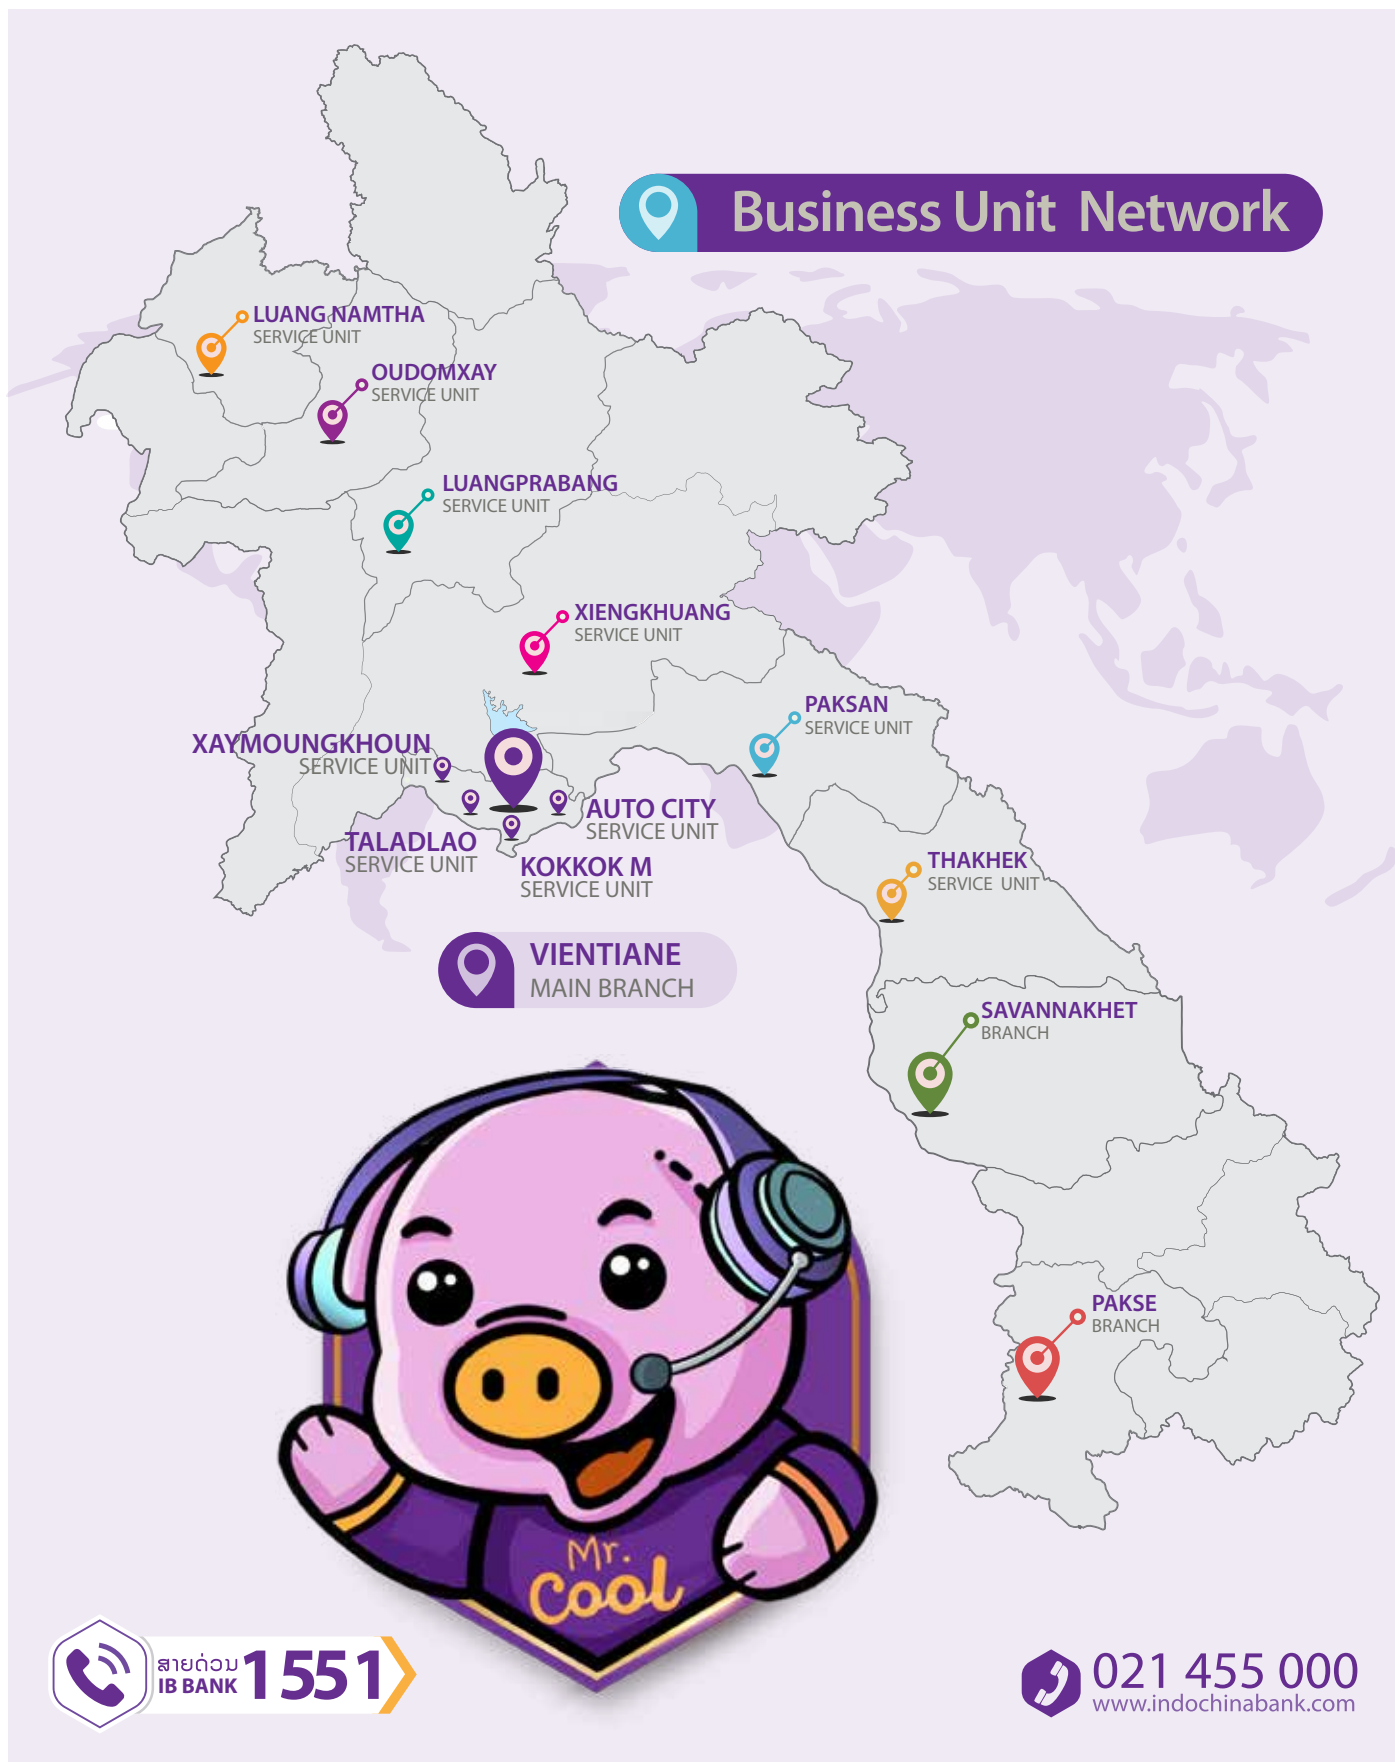 Business Unit Network
LUANG NAMTHA
SERVICE UNIT
OUDOMXAY
SERVICE UNIT
LUANGPRABANG
SERVICE UNIT
XIENGKHUANG
SERVICE UNIT
PAKSAN
SERVICE UNIT
XAYMOUNGKHOUN
SERVICE UNIT
AUTO CITY
SERVICE UNIT
TALADLAO
SERVICE UNIT
KOKKOK M
SERVICE UNIT
THAKHEK
SERVICE UNIT
VIENTIANE
MAIN BRANCH
SAVANNAKHET
BRANCH
PAKSE
BRANCH
Mr.
Cool
ສາຍດ່ວນ
IB BANK
1551
021 455 000
www.indochinabank.com